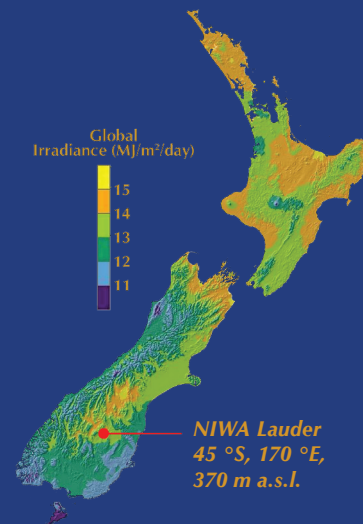 Global
Irradiance (MJ/m²/day)
15
14
13
12
11
NIWA Lauder
45 °S, 170 °E,
370 m a.s.l.